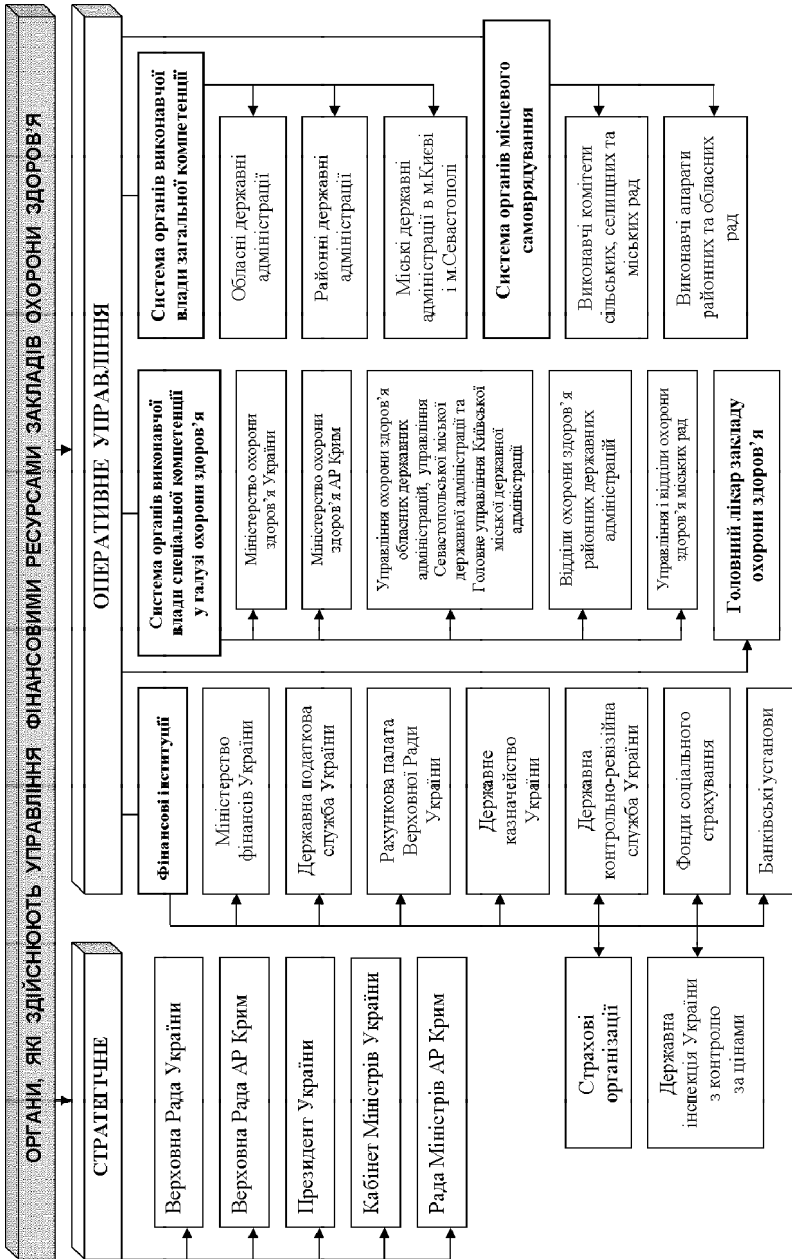 ОРГАНИ, ЯКІ ЗДІЙСНЮЮТЬ УПРАВЛІННЯ ФІНАНСОВИМИ РЕСУРСАМИ ЗАКЛАДІВ ОХОРОНИ ЗДОРОВ'Я
СТРАТЕГІЧНЕ
Верховна Рада України
Верховна Рада АР Крим
Президент України
Кабінет Міністрів України
Рада Міністрів АР Крим
Страхові
організації
Державна
інспекція України
з контролю
за цінами
ОПЕРАТИВНЕ УПРАВЛІННЯ
Фінансові інституції
Міністерство
фінансів України
Державна податкова
служба України
Рахункова палата
Верховної Ради
України
Державне
казначейство
України
Державна
контрольно-ревізійна
служба України
Фонди соціального
страхування
Банківські установи
Система органів виконавчої
влади спеціальної компетенції
у галузі охорони здоров'я
Міністерство охорони
здоров'я України
Міністерство охорони
здоров'я АР Крим
Управління охорони здоров'я
обласних державних
адміністрацій, управління
Севастопольської міської
державної адміністрації та
Головне управління Київської
міської державної
адміністрації
Відділи охорони здоров'я
районних державних
адміністрацій
Управління і відділи охорони
здоров'я міських рад
Головний лікар закладу
охорони здоров'я
Система органів виконавчої
влади загальної компетенції
Обласні державні
адміністрації
Районні державні
адміністрації
Міські державні
адміністрації в м.Києві
і м.Севастополі
Система органів місцевого
самоврядування
Виконавчі комітети
сільських, селищних та
міських рад
Виконавчі апарати
районних та обласних
рад